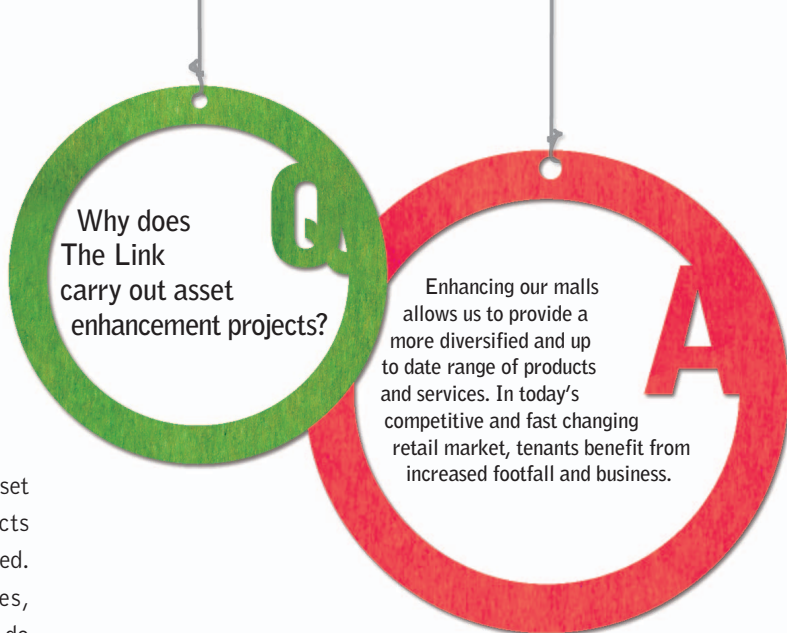 Q
Why does
The Link
carry out asset
enhancement projects?
A
Enhancing our malls
allows us to provide a
more diversified and up
to date range of products
and services. In today's
competitive and fast changing
retail market, tenants benefit from
increased footfall and business.
set
cts
ed.
es,